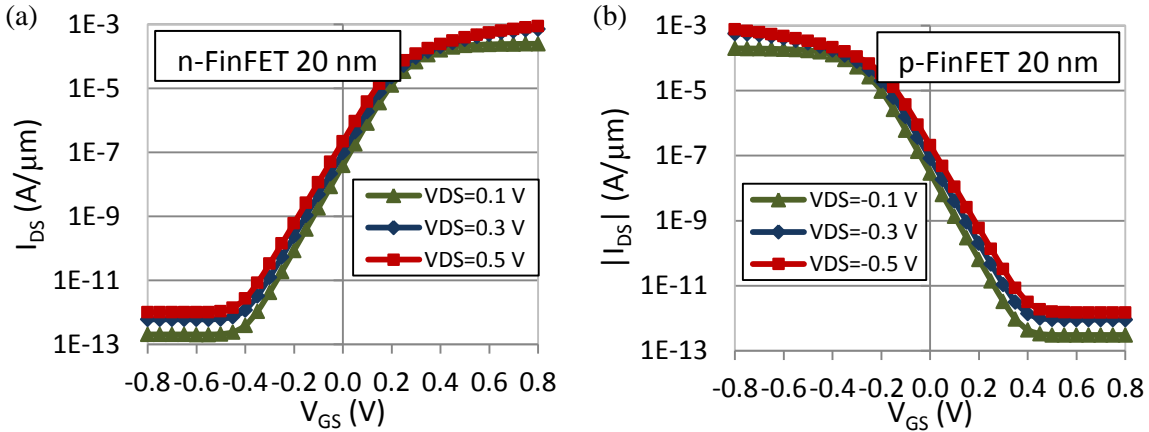 (a)
1E-3
1E-5
1E-7
1E-9
1E-11
1E-13
I_DS (A/μm)
n-FinFET 20 nm
VDS=0.1 V
VDS=0.3 V
VDS=0.5 V
-0.8 -0.6 -0.4 -0.2 0.0 0.2 0.4 0.6 0.8
V_GS (V)
(b)
1E-3
1E-5
1E-7
1E-9
1E-11
1E-13
|I_DS| (A/μm)
p-FinFET 20 nm
VDS=-0.1 V
VDS=-0.3 V
VDS=-0.5 V
-0.8 -0.6 -0.4 -0.2 0.0 0.2 0.4 0.6 0.8
V_GS (V)